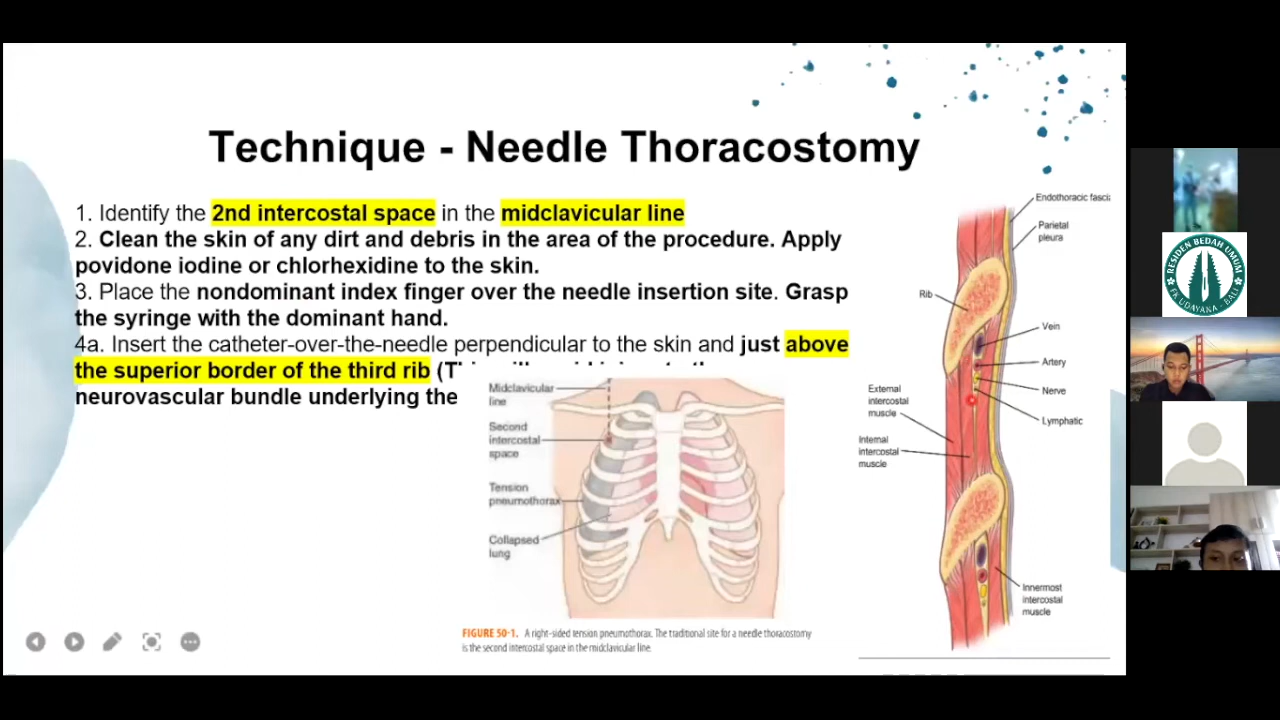 Technique - Needle Thoracostomy
1. Identify the 2nd intercostal space in the midclavicular line
2. Clean the skin of any dirt and debris in the area of the procedure. Apply
povidone iodine or chlorhexidine to the skin.
3. Place the nondominant index finger over the needle insertion site. Grasp
the syringe with the dominant hand.
4a. Insert the catheter-over-the-needle perpendicular to the skin and just above
the superior border of the third rib
neurovascular bundle underlying the
Midclavicular
line
Second
intercostal
space
Tension
pneumothorax
Collapsed
lung
FIGURE 50-1. A right-sided tension pneumothorax. The traditional site for a needle thoracostomy
is the second intercostal space in the midclavicular line.
Endothoracic fascia
Parietal
pleura
Rib
Vein
Artery
Nerve
Lymphatic
External
intercostal
muscle
Internal
intercostal
muscle
Innermost
intercostal
muscle
RESIDEN BEDAH UMUM
FK UDAYANA - BALI